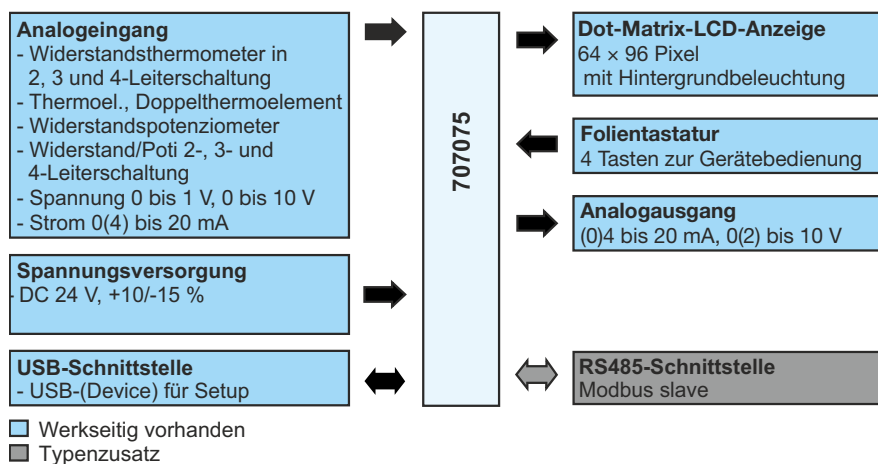 Analogeingang
- Widerstandsthermometer in
2, 3 und 4-Leiterschaltung
- Thermoel., Doppelthermoelement
- Widerstandspotenziometer
- Widerstand/Poti 2-, 3- und
4-Leiterschaltung
- Spannung 0 bis 1 V, 0 bis 10 V
- Strom 0(4) bis 20 mA
Spannungsversorgung
- DC 24 V, +10/-15 %
USB-Schnittstelle
- USB-(Device) für Setup
707075
Dot-Matrix-LCD-Anzeige
64 × 96 Pixel
mit Hintergrundbeleuchtung
Folientastatur
4 Tasten zur Gerätebedienung
Analogausgang
(0)4 bis 20 mA, 0(2) bis 10 V
RS485-Schnittstelle
Modbus slave
Werkseitig vorhanden
Typenzusatz